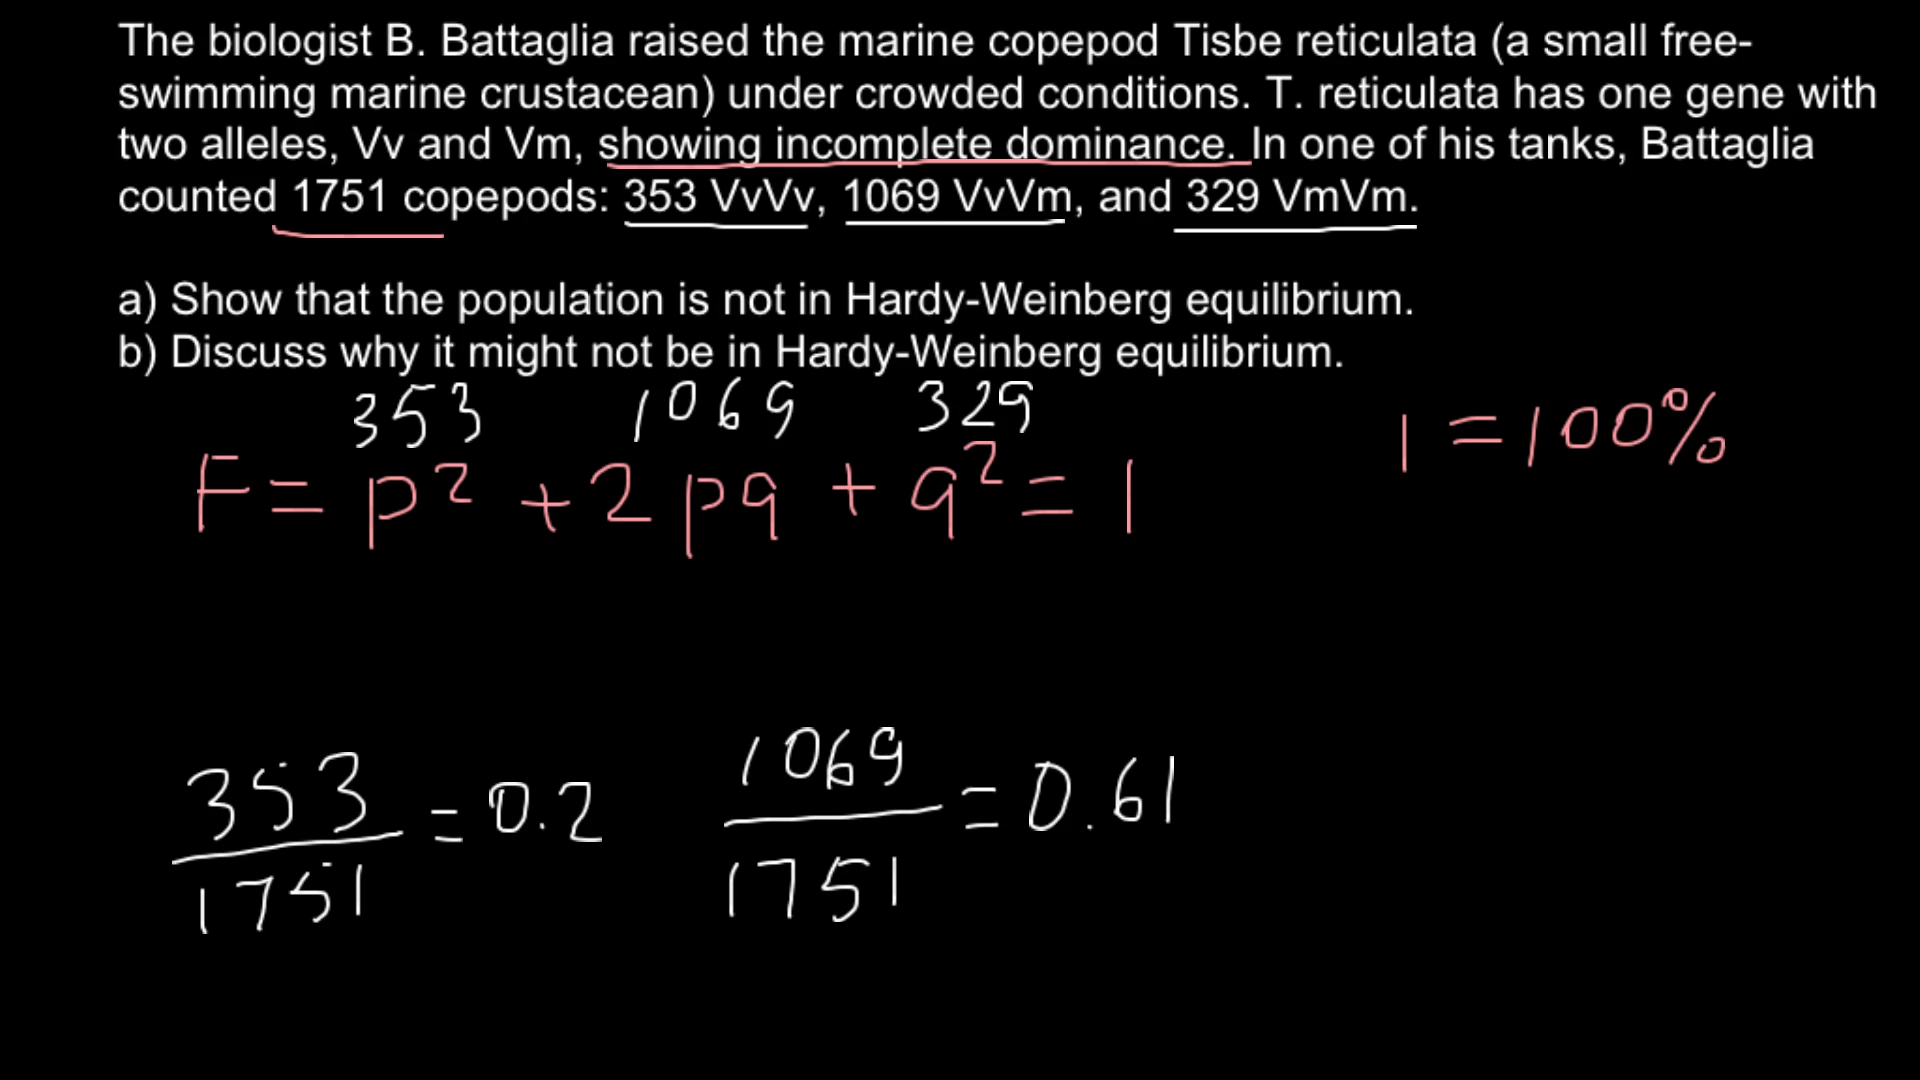 The biologist B. Battaglia raised the marine copepod Tisbe reticulata (a small free-
swimming marine crustacean) under crowded conditions. T. reticulata has one gene with
two alleles, Vv and Vm, showing incomplete dominance. In one of his tanks, Battaglia
counted 1751 copepods: 353 VvVv, 1069 VvVm, and 329 VmVm.
a) Show that the population is not in Hardy-Weinberg equilibrium.
b) Discuss why it might not be in Hardy-Weinberg equilibrium.
353 1069 329
F = p² + 2pq + q² = 1
1 = 100%
353 1069
= 0.2 = 0.61
1751 1751